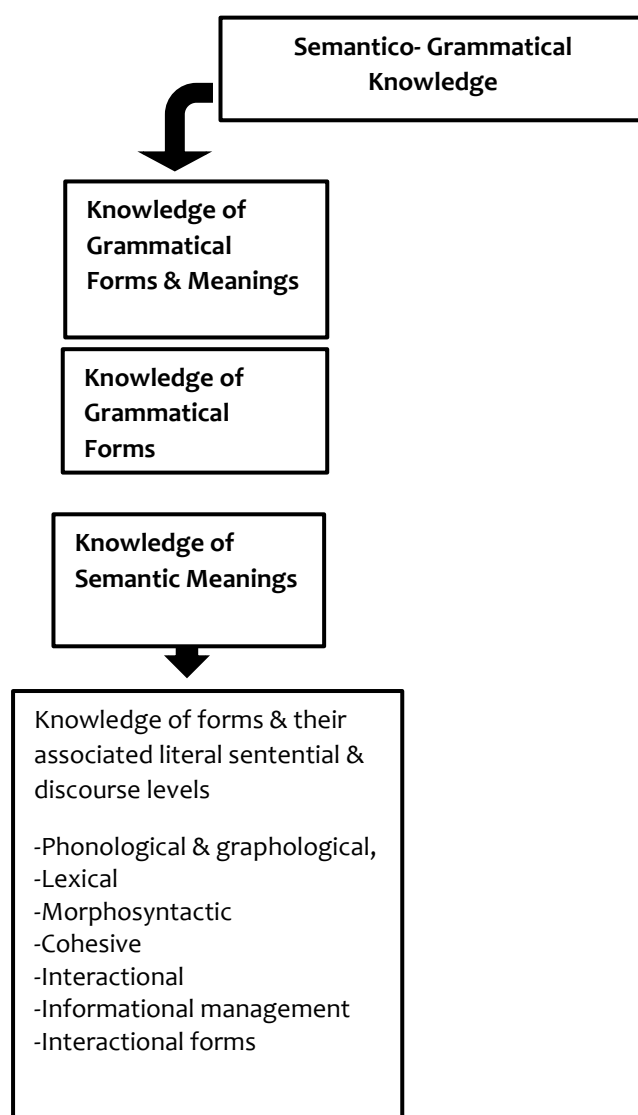 Semantico- Grammatical
Knowledge
Knowledge of
Grammatical
Forms & Meanings
Knowledge of
Grammatical
Forms
Knowledge of
Semantic Meanings
Knowledge of forms & their
associated literal sentential &
discourse levels
-Phonological & graphological,
-Lexical
-Morphosyntactic
-Cohesive
-Interactional
-Informational management
-Interactional forms